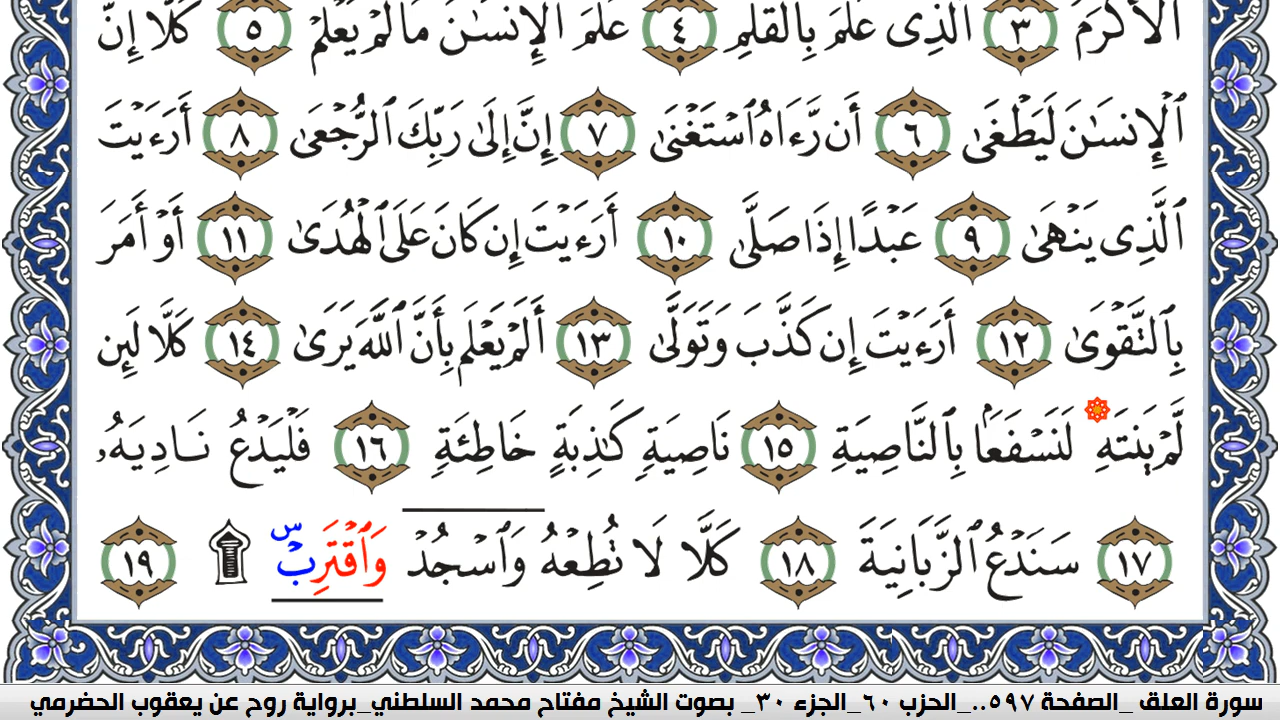 ٱلْأَكْرَمُ ٣ ٱلَّذِى عَلَّمَ بِٱلْقَلَمِ ٤ عَلَّمَ ٱلْإِنسَٰنَ مَا لَمْ يَعْلَمْ ٥ كَلَّا إِنَّ
ٱلْإِنسَٰنَ لَيَطْغَىٰ ٦ أَن رَّءَاهُ ٱسْتَغْنَىٰ ٧ إِنَّ إِلَىٰ رَبِّكَ ٱلرُّجْعَىٰ ٨ أَرَءَيْتَ
ٱلَّذِى يَنْهَىٰ ٩ عَبْدًا إِذَا صَلَّىٰ ١٠ أَرَءَيْتَ إِن كَانَ عَلَى ٱلْهُدَىٰ ١١ أَوْ أَمَرَ
بِٱلتَّقْوَىٰ ١٢ أَرَءَيْتَ إِن كَذَّبَ وَتَوَلَّىٰ ١٣ أَلَمْ يَعْلَم بِأَنَّ ٱللَّهَ يَرَىٰ ١٤ كَلَّا لَئِن
لَّمْ يَنتَهِ لَنَسْفَعًۢا بِٱلنَّاصِيَةِ ١٥ نَاصِيَةٍ كَٰذِبَةٍ خَاطِئَةٍ ١٦ فَلْيَدْعُ نَادِيَهُۥ
١٧ سَنَدْعُ ٱلزَّبَانِيَةَ ١٨ كَلَّا لَا تُطِعْهُ وَٱسْجُدْ وَٱقْتَرِب ۩ ١٩
سورة العلق _الصفحة ٥٩٧.._الحزب ٦٠_الجزء ٣٠_ بصوت الشيخ مفتاح محمد السلطني_برواية روح عن يعقوب الحضرمي